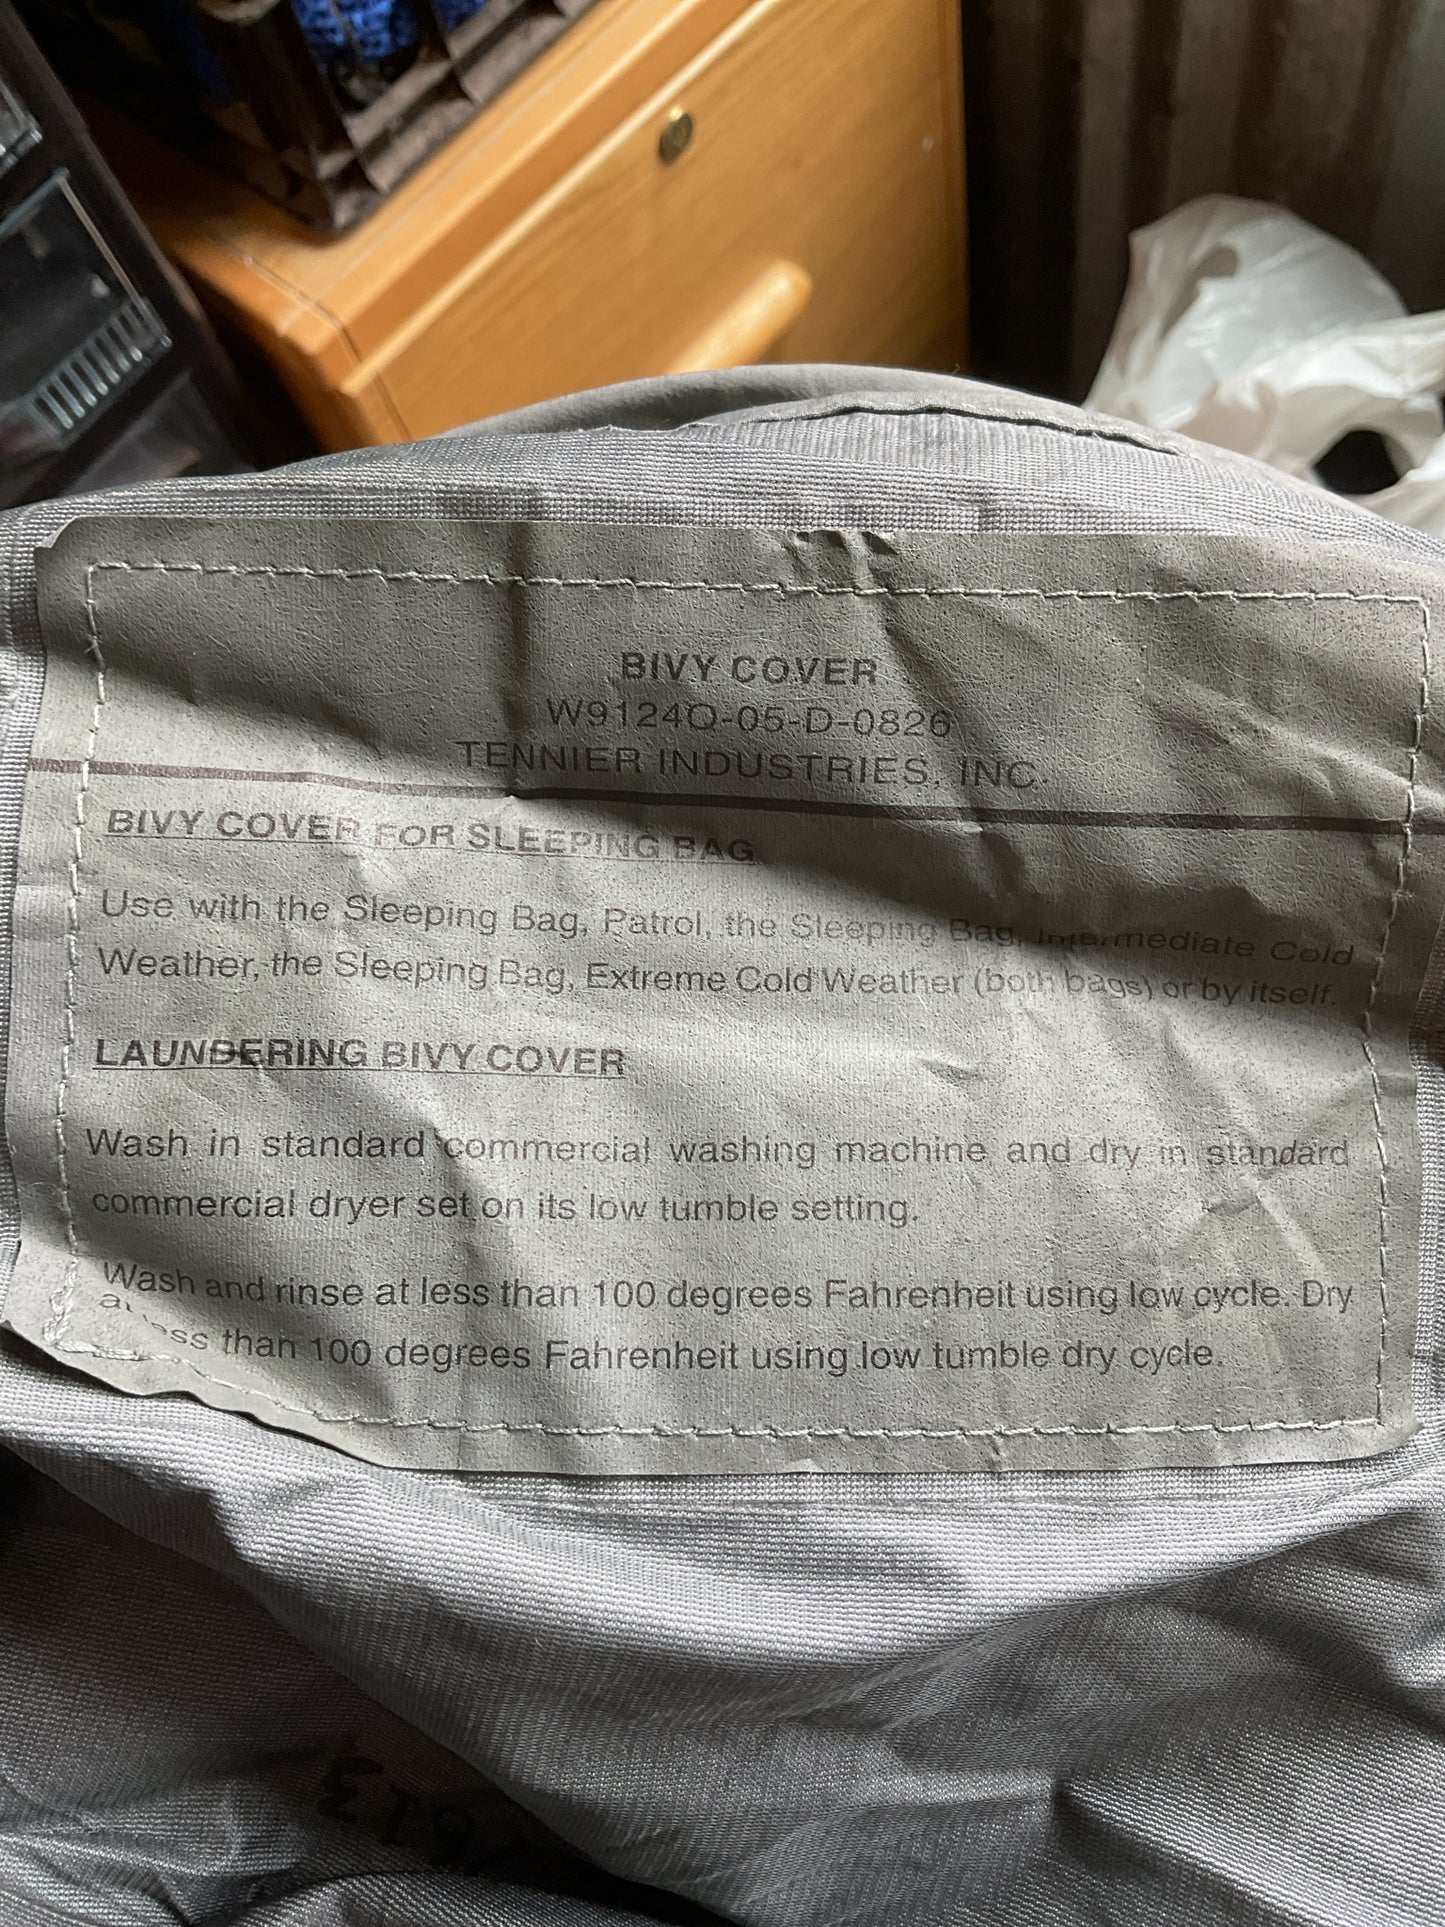 BIVY COVER
W9124Q-05-D-0826
TENNIER INDUSTRIES, INC.
BIVY COVER FOR SLEEPING BAG
Use with the Sleeping Bag, Patrol, the Sleeping Bag, Intermediate Cold
Weather, the Sleeping Bag, Extreme Cold Weather (both bags) or by itself.
LAUNDERING BIVY COVER
Wash in standard commercial washing machine and dry in standard
commercial dryer set on its low tumble setting.
Wash and rinse at less than 100 degrees Fahrenheit using low cycle. Dry
at less than 100 degrees Fahrenheit using low tumble dry cycle.